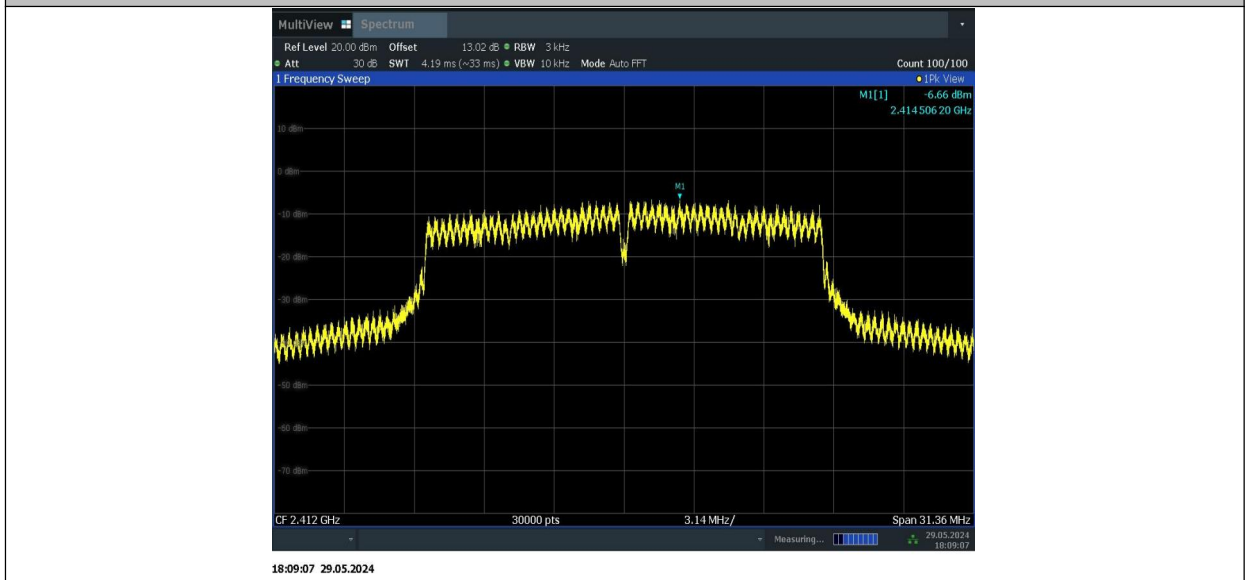 MultiView Spectrum
Ref Level 20.00 dBm Offset 13.02 dB RBW 3 kHz
Att 30 dB SWT 4.19 ms (~33 ms) VBW 10 kHz Mode Auto FFT Count 100/100
1 Frequency Sweep 1Pk View
M1[1] -6.66 dBm
2.414 506 20 GHz
10 dBm
0 dBm
M1
-10 dBm
-20 dBm
-30 dBm
-50 dBm
-60 dBm
-70 dBm
CF 2.412 GHz 30000 pts 3.14 MHz/ Span 31.36 MHz
Measuring... 29.05.2024
18:09:07
18:09:07 29.05.2024